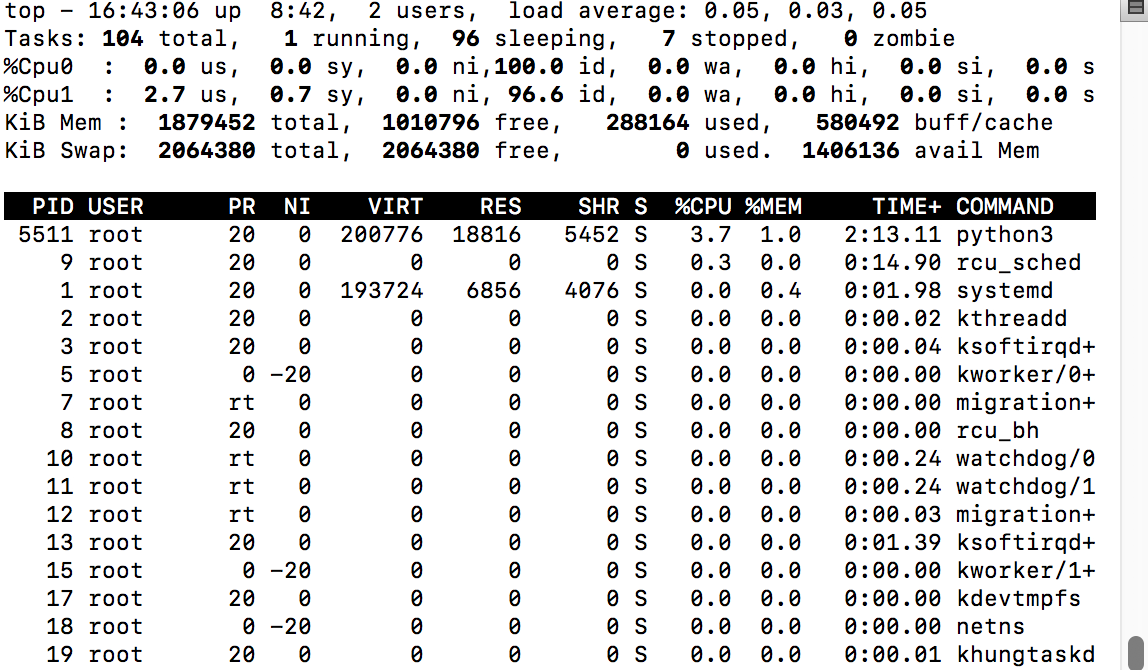 top - 16:43:06 up  8:42,  2 users,  load average: 0.05, 0.03, 0.05
Tasks: 104 total,   1 running,  96 sleeping,   7 stopped,   0 zombie
%Cpu0  :  0.0 us,  0.0 sy,  0.0 ni,100.0 id,  0.0 wa,  0.0 hi,  0.0 si,  0.0 s
%Cpu1  :  2.7 us,  0.7 sy,  0.0 ni, 96.6 id,  0.0 wa,  0.0 hi,  0.0 si,  0.0 s
KiB Mem :  1879452 total,  1010796 free,   288164 used,   580492 buff/cache
KiB Swap:  2064380 total,  2064380 free,        0 used.  1406136 avail Mem
  PID USER      PR  NI    VIRT    RES    SHR S  %CPU %MEM     TIME+ COMMAND
 5511 root      20   0  200776  18816   5452 S   3.7  1.0   2:13.11 python3
    9 root      20   0       0      0      0 S   0.3  0.0   0:14.90 rcu_sched
    1 root      20   0  193724   6856   4076 S   0.0  0.4   0:01.98 systemd
    2 root      20   0       0      0      0 S   0.0  0.0   0:00.02 kthreadd
    3 root      20   0       0      0      0 S   0.0  0.0   0:00.04 ksoftirqd+
    5 root       0 -20       0      0      0 S   0.0  0.0   0:00.00 kworker/0+
    7 root      rt   0       0      0      0 S   0.0  0.0   0:00.00 migration+
    8 root      20   0       0      0      0 S   0.0  0.0   0:00.00 rcu_bh
   10 root      rt   0       0      0      0 S   0.0  0.0   0:00.24 watchdog/0
   11 root      rt   0       0      0      0 S   0.0  0.0   0:00.24 watchdog/1
   12 root      rt   0       0      0      0 S   0.0  0.0   0:00.03 migration+
   13 root      20   0       0      0      0 S   0.0  0.0   0:01.39 ksoftirqd+
   15 root       0 -20       0      0      0 S   0.0  0.0   0:00.00 kworker/1+
   17 root      20   0       0      0      0 S   0.0  0.0   0:00.00 kdevtmpfs
   18 root       0 -20       0      0      0 S   0.0  0.0   0:00.00 netns
   19 root      20   0       0      0      0 S   0.0  0.0   0:00.01 khungtaskd